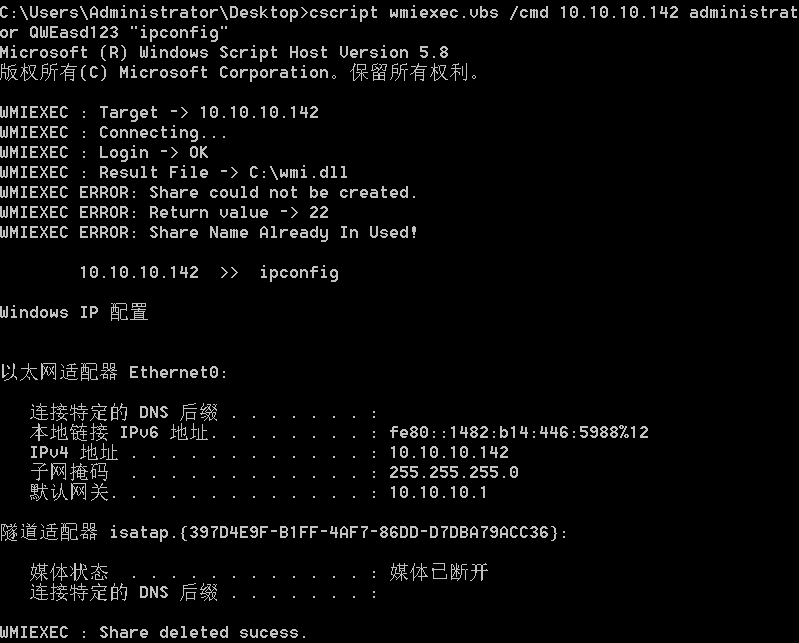 C:\Users\Administrator\Desktop>cscript wmiexec.vbs /cmd 10.10.10.142 administrat
or QWEasd123 "ipconfig"
Microsoft (R) Windows Script Host Version 5.8
版权所有(C) Microsoft Corporation。保留所有权利。
WMIEXEC : Target -> 10.10.10.142
WMIEXEC : Connecting...
WMIEXEC : Login -> OK
WMIEXEC : Result File -> C:\wmi.dll
WMIEXEC ERROR: Share could not be created.
WMIEXEC ERROR: Return value -> 22
WMIEXEC ERROR: Share Name Already In Used!
10.10.10.142  >>  ipconfig
Windows IP 配置
以太网适配器 Ethernet0:
连接特定的 DNS 后缀 . . . . . . . :
本地链接 IPv6 地址. . . . . . . . : fe80::1482:b14:446:5988%12
IPv4 地址 . . . . . . . . . . . . : 10.10.10.142
子网掩码  . . . . . . . . . . . . : 255.255.255.0
默认网关. . . . . . . . . . . . . : 10.10.10.1
隧道适配器 isatap.{397D4E9F-B1FF-4AF7-86DD-D7DBA79ACC36}:
媒体状态  . . . . . . . . . . . . : 媒体已断开
连接特定的 DNS 后缀 . . . . . . . :
WMIEXEC : Share deleted sucess.